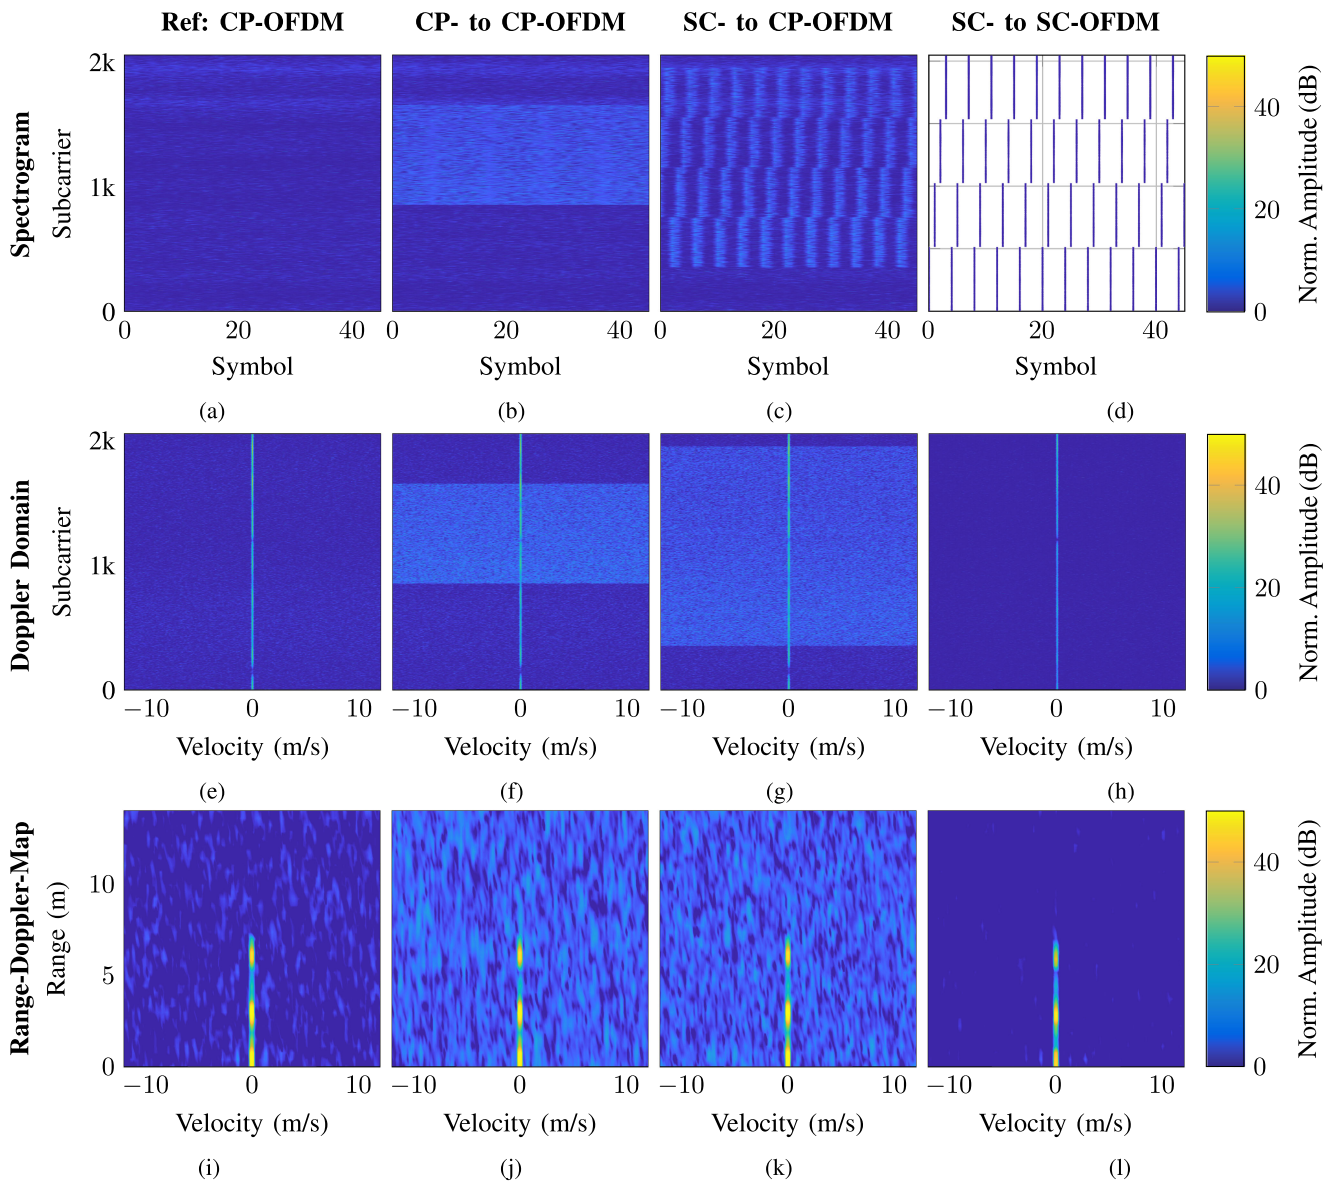 Ref: CP-OFDM
CP- to CP-OFDM
SC- to CP-OFDM
SC- to SC-OFDM
Spectrogram
Subcarrier
2k
1k
0
0 20 40
Symbol
(a)
0 20 40
Symbol
(b)
0 20 40
Symbol
(c)
0 20 40
Symbol
(d)
40
20
0
Norm. Amplitude (dB)
Doppler Domain
Subcarrier
2k
1k
0
−10 0 10
Velocity (m/s)
(e)
−10 0 10
Velocity (m/s)
(f)
−10 0 10
Velocity (m/s)
(g)
−10 0 10
Velocity (m/s)
(h)
40
20
0
Norm. Amplitude (dB)
Range-Doppler-Map
Range (m)
10
5
0
−10 0 10
Velocity (m/s)
(i)
−10 0 10
Velocity (m/s)
(j)
−10 0 10
Velocity (m/s)
(k)
−10 0 10
Velocity (m/s)
(l)
40
20
0
Norm. Amplitude (dB)